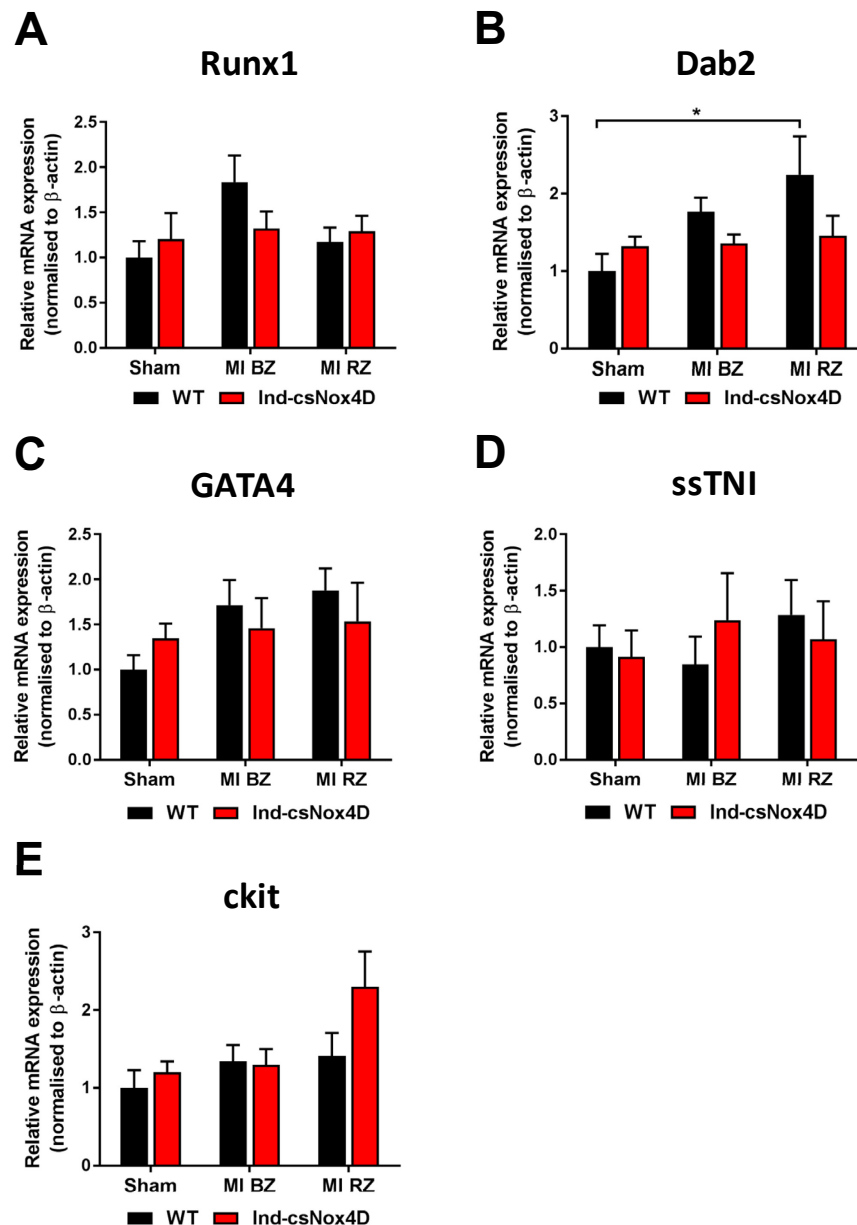 A
Runx1
Relative mRNA expression
(normalised to β-actin)
2.5
2.0
1.5
1.0
0.5
0.0
Sham
MI BZ
MI RZ
WT
Ind-csNox4D
B
Dab2
Relative mRNA expression
(normalised to β-actin)
3
2
1
0
*
Sham
MI BZ
MI RZ
WT
Ind-csNox4D
C
GATA4
Relative mRNA expression
(normalised to β-actin)
2.5
2.0
1.5
1.0
0.5
0.0
Sham
MI BZ
MI RZ
WT
Ind-csNox4D
D
ssTNI
Relative mRNA expression
(normalised to β-actin)
2.0
1.5
1.0
0.5
0.0
Sham
MI BZ
MI RZ
WT
Ind-csNox4D
E
ckit
Relative mRNA expression
(normalised to β-actin)
3
2
1
0
Sham
MI BZ
MI RZ
WT
Ind-csNox4D